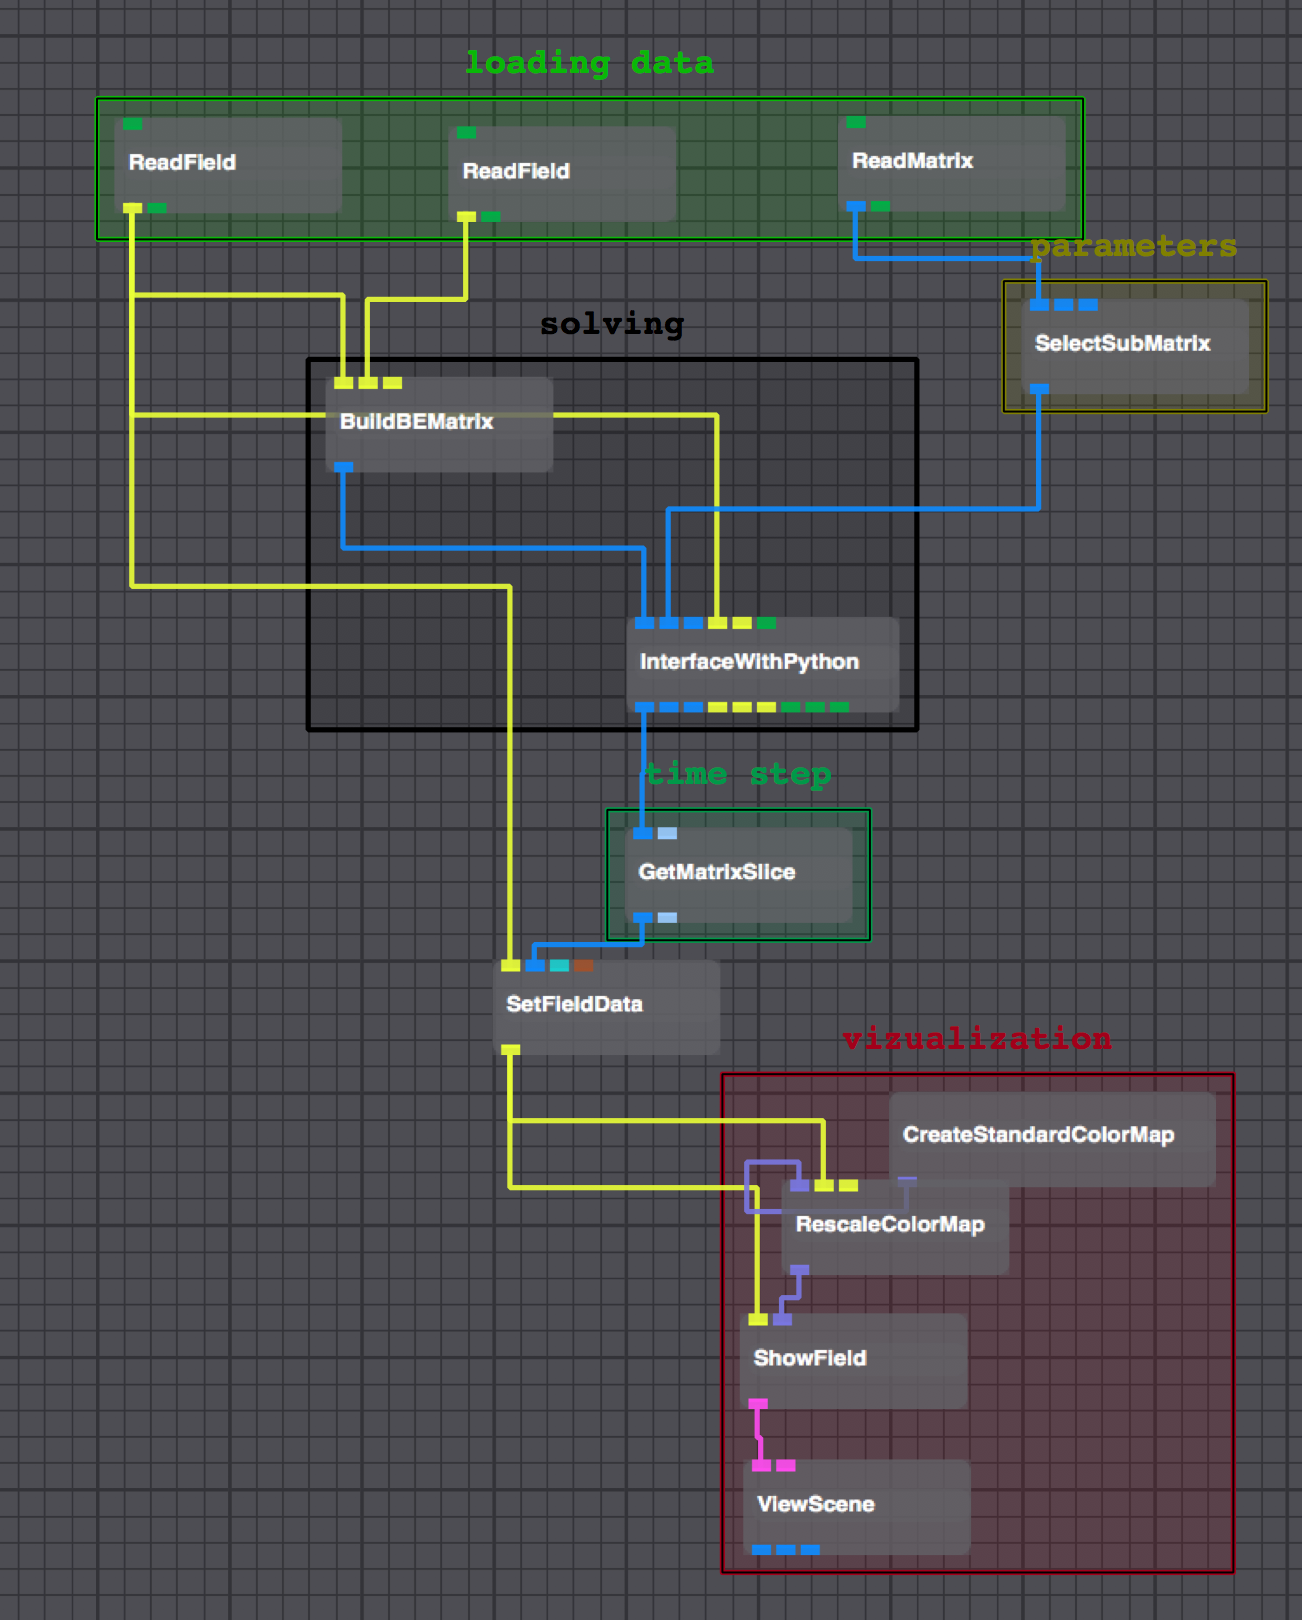 loading data
ReadField
ReadField
ReadMatrix
parameters
SelectSubMatrix
solving
BuildBEMatrix
InterfaceWithPython
time step
GetMatrixSlice
SetFieldData
vizualization
CreateStandardColorMap
RescaleColorMap
ShowField
ViewScene